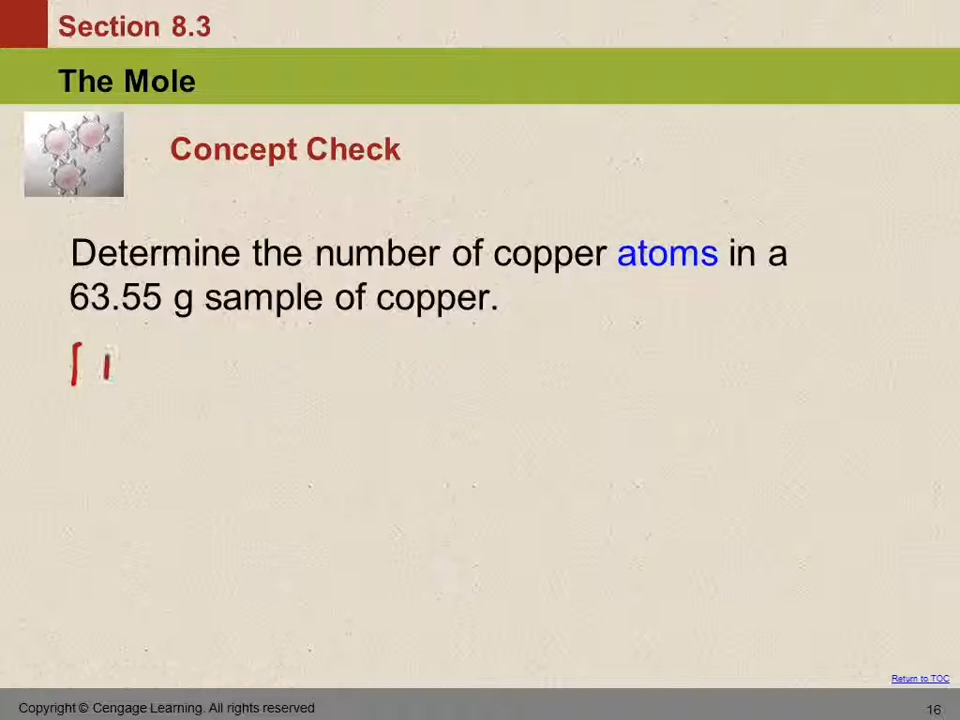 Section 8.3
The Mole
Concept Check
Determine the number of copper atoms in a
63.55 g sample of copper.
Return to TOC
Copyright © Cengage Learning. All rights reserved
16